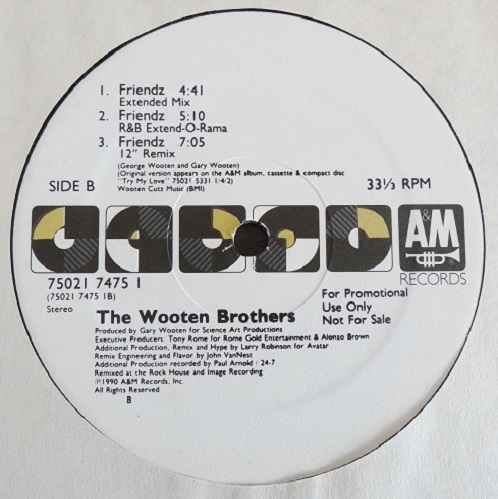 1. Friendz 4:41
Extended Mix
2. Friendz 5:10
R&B Extend-O-Rama
3. Friendz 7:05
12" Remix
(George Wooten and Gary Wooten)
(Original version appears on the A&M album, cassette & compact disc
"Try My Love" 75021 5331 1/4/2)
Wooten Cuts Music (BMI)
SIDE B
33⅓ RPM
A&M
RECORDS
75021 7475 1
(75021 7475 1B)
Stereo
For Promotional
Use Only
Not For Sale
The Wooten Brothers
Produced by Gary Wooten for Science Art Productions
Executive Producers: Tony Rome for Rome Gold Entertainment & Alonzo Brown
Additional Production, Remix and Hype by Larry Robinson for Avatar
Remix Engineering and Flavor by John VanNest
Additional Production recorded by Paul Arnold / 24-7
Remixed at the Rock House and Image Recording
℗1990 A&M Records, Inc.
All Rights Reserved
B